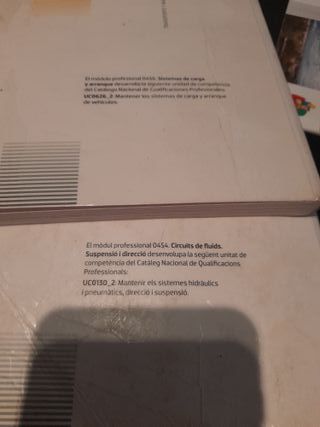 El módulo profesional 0455. Sistemas de carga
y arranque desarrolla la siguiente unidad de competencia
del Catálogo Nacional de Cualificaciones Profesionales:
UC0626_2: Mantener los sistemas de carga y arranque
de vehículos.
El mòdul professional 0454. Circuits de fluids.
Suspensió i direcció desenvolupa la següent unitat de
competència del Catàleg Nacional de Qualificacions
Professionals:
UC0130_2: Mantenir els sistemes hidràulics
i pneumàtics, direcció i suspensió.